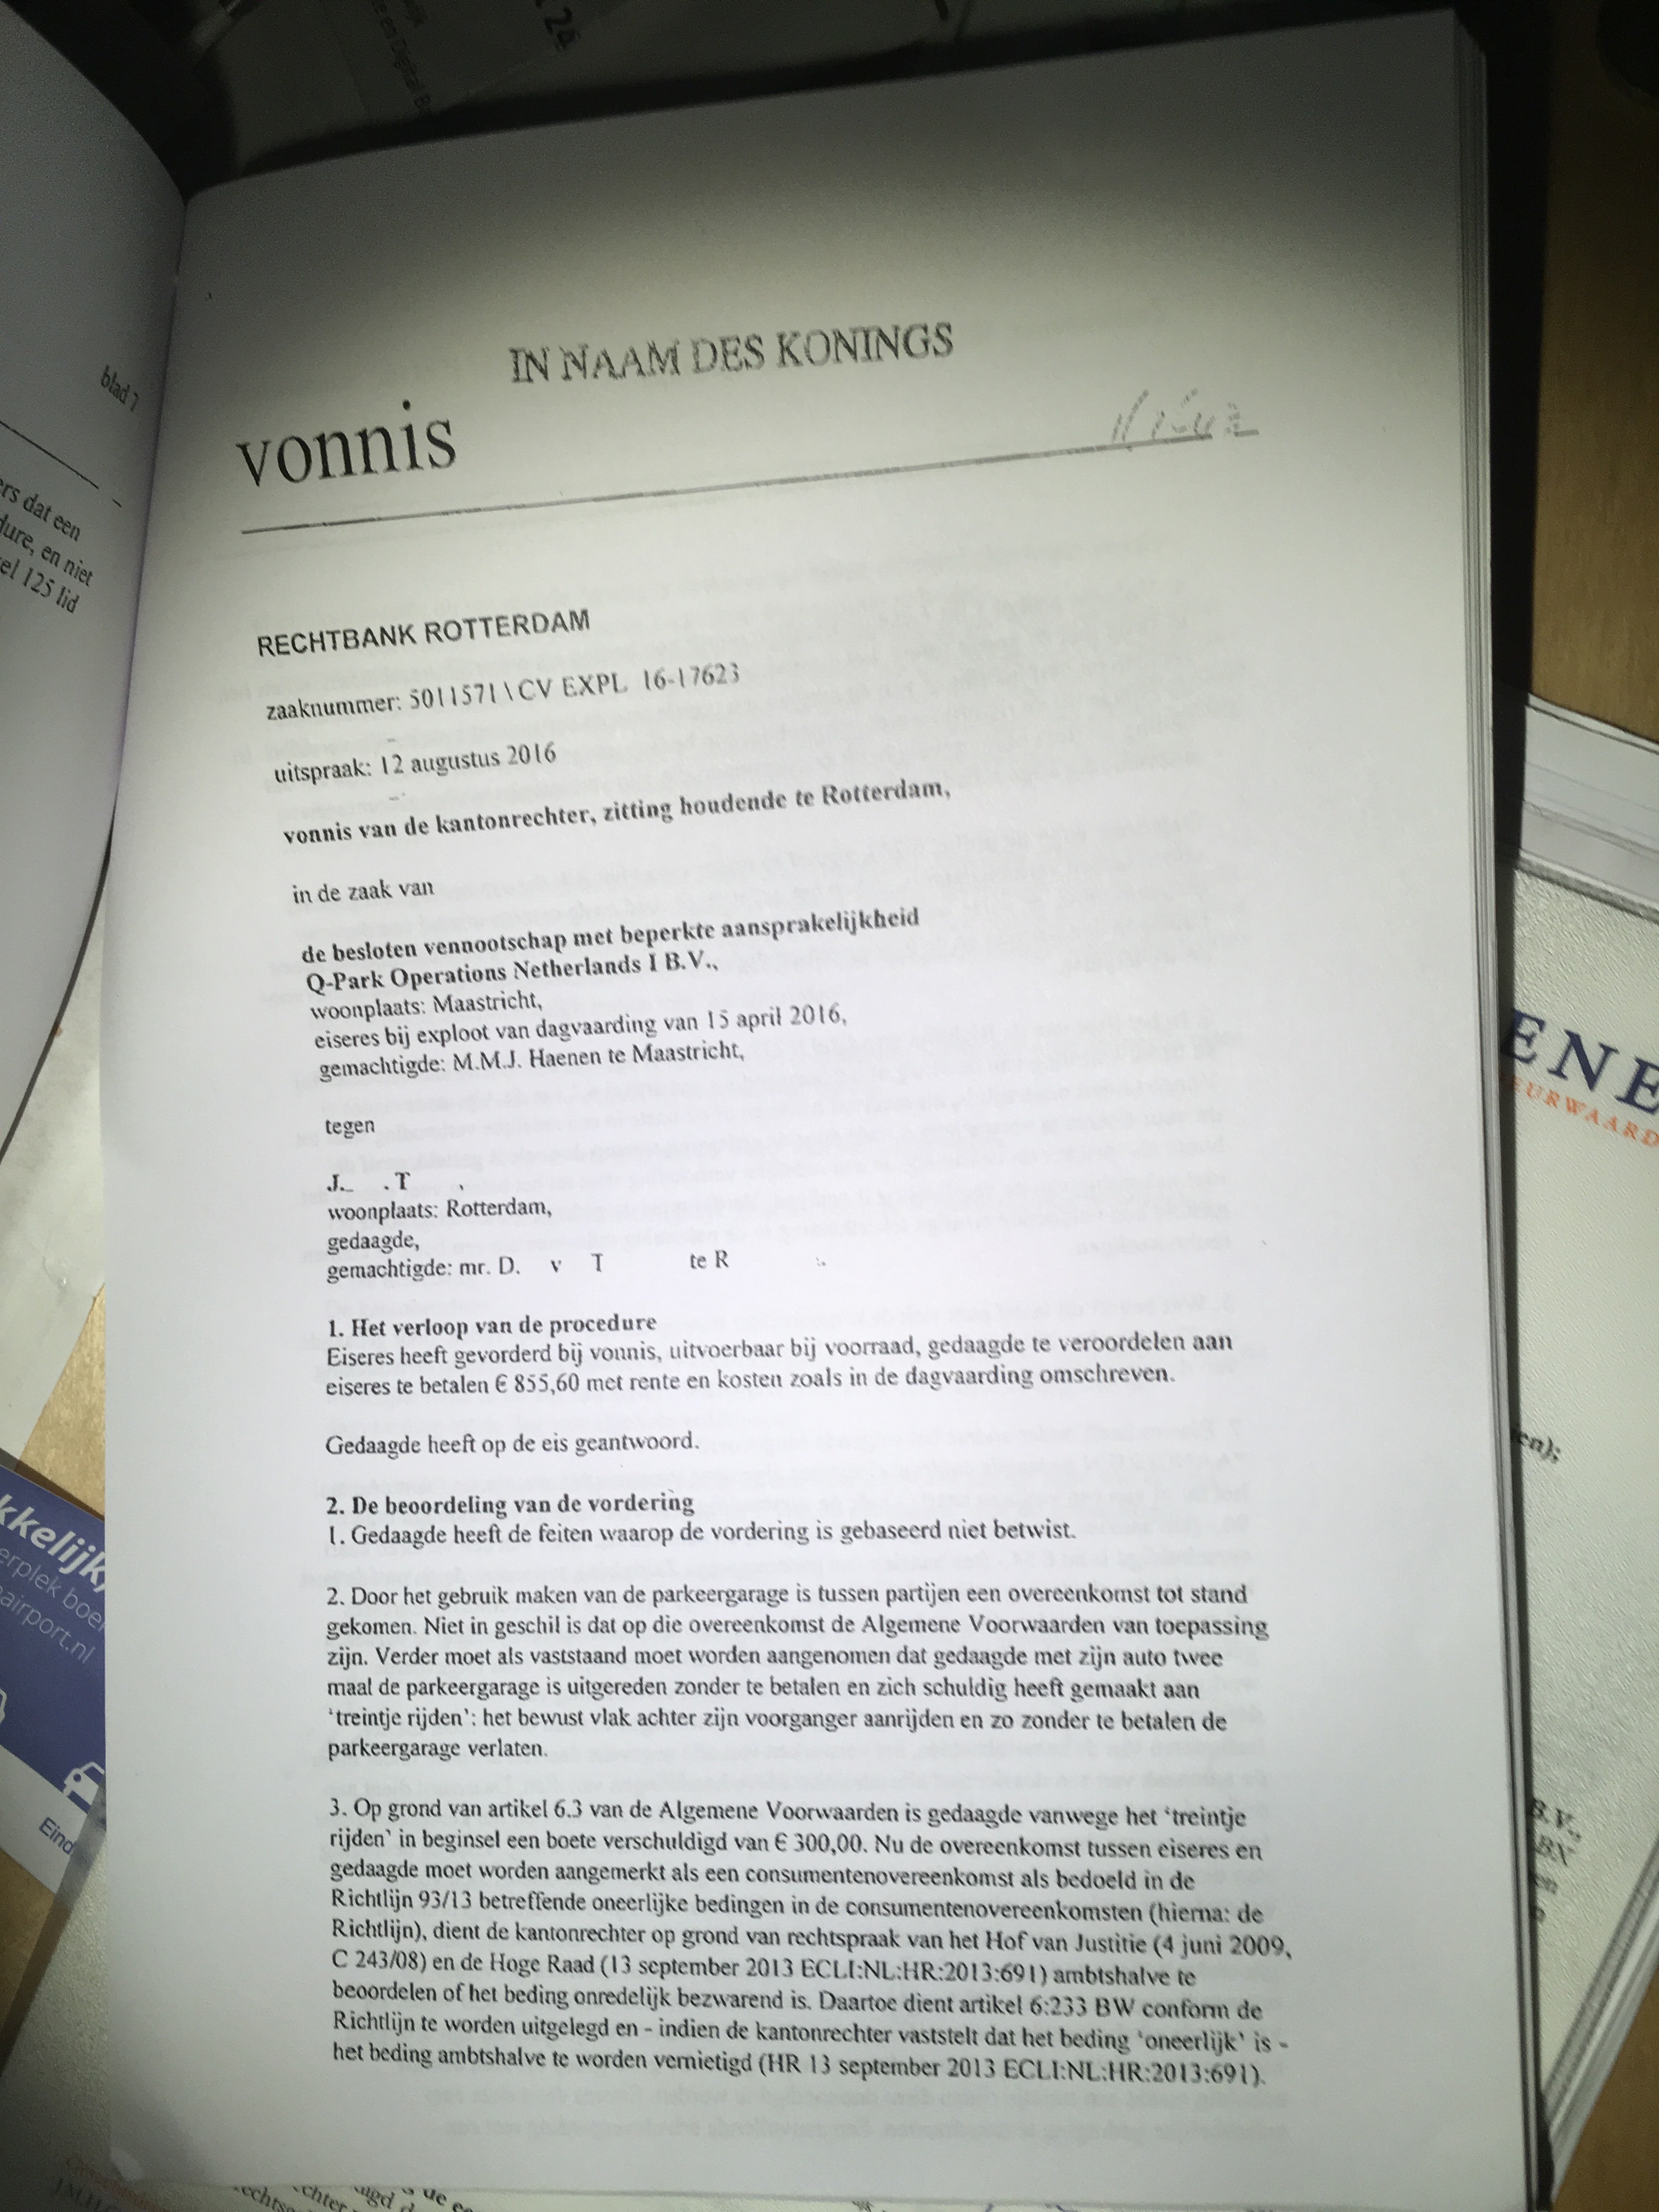 24
e en Digital B
blad 7
ers dat een
dure, en niet
el 125 lid
IN NAAM DES KONINGS
vonnis
RECHTBANK ROTTERDAM
zaaknummer: 5011571 \ CV EXPL 16-17623
uitspraak: 12 augustus 2016
vonnis van de kantonrechter, zitting houdende te Rotterdam,
in de zaak van
de besloten vennootschap met beperkte aansprakelijkheid
Q-Park Operations Netherlands I B.V.,
woonplaats: Maastricht,
eiseres bij exploot van dagvaarding van 15 april 2016,
gemachtigde: M.M.J. Haenen te Maastricht,
tegen
J. . T ,
woonplaats: Rotterdam,
gedaagde,
gemachtigde: mr. D. v T te R
1. Het verloop van de procedure
Eiseres heeft gevorderd bij vonnis, uitvoerbaar bij voorraad, gedaagde te veroordelen aan
eiseres te betalen € 855,60 met rente en kosten zoals in de dagvaarding omschreven.
Gedaagde heeft op de eis geantwoord.
2. De beoordeling van de vordering
1. Gedaagde heeft de feiten waarop de vordering is gebaseerd niet betwist.
2. Door het gebruik maken van de parkeergarage is tussen partijen een overeenkomst tot stand
gekomen. Niet in geschil is dat op die overeenkomst de Algemene Voorwaarden van toepassing
zijn. Verder moet als vaststaand moet worden aangenomen dat gedaagde met zijn auto twee
maal de parkeergarage is uitgereden zonder te betalen en zich schuldig heeft gemaakt aan
‘treintje rijden’: het bewust vlak achter zijn voorganger aanrijden en zo zonder te betalen de
parkeergarage verlaten.
3. Op grond van artikel 6.3 van de Algemene Voorwaarden is gedaagde vanwege het ‘treintje
rijden’ in beginsel een boete verschuldigd van € 300,00. Nu de overeenkomst tussen eiseres en
gedaagde moet worden aangemerkt als een consumentenovereenkomst als bedoeld in de
Richtlijn 93/13 betreffende oneerlijke bedingen in de consumentenovereenkomsten (hierna: de
Richtlijn), dient de kantonrechter op grond van rechtspraak van het Hof van Justitie (4 juni 2009,
C 243/08) en de Hoge Raad (13 september 2013 ECLI:NL:HR:2013:691) ambtshalve te
beoordelen of het beding onredelijk bezwarend is. Daartoe dient artikel 6:233 BW conform de
Richtlijn te worden uitgelegd en - indien de kantonrechter vaststelt dat het beding ‘oneerlijk’ is -
het beding ambtshalve te worden vernietigd (HR 13 september 2013 ECLI:NL:HR:2013:691).
kkelijk
erplek boe
airport.nl
Eind
ENE
EURWAARD
en);
B.V.,